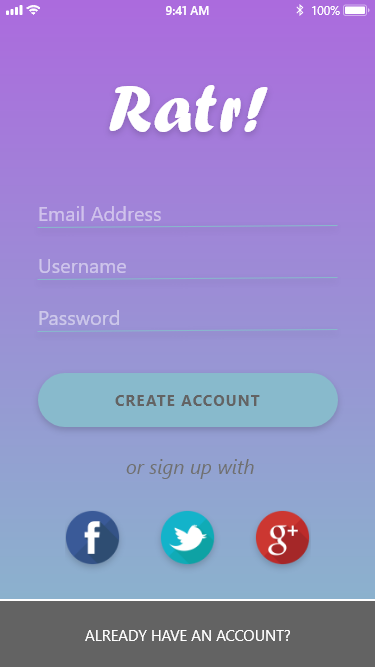 9:41 AM 100%
Ratr!
Email Address
Username
Password
CREATE ACCOUNT
or sign up with
f g+
ALREADY HAVE AN ACCOUNT?